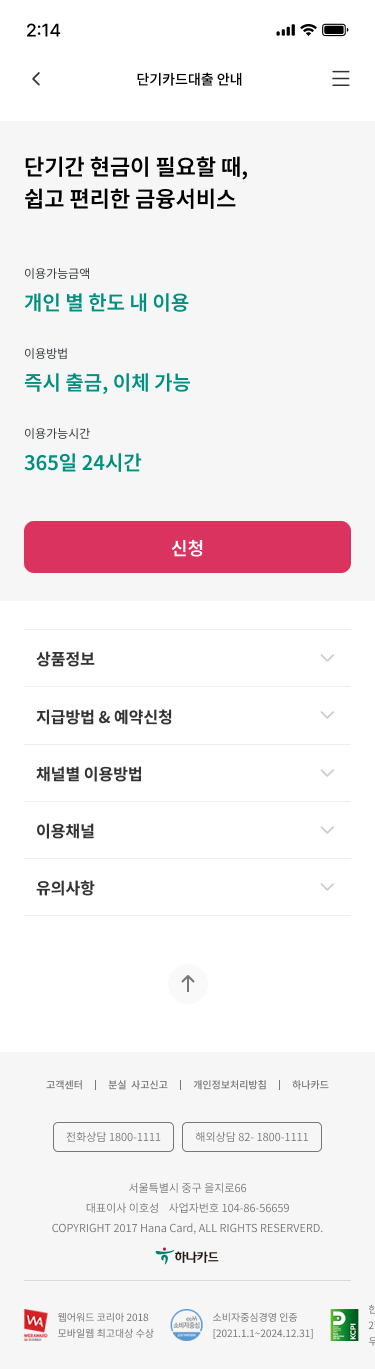 2:14
단기카드대출 안내
단기간 현금이 필요할 때,
쉽고 편리한 금융서비스
이용가능금액
개인 별 한도 내 이용
이용방법
즉시 출금, 이체 가능
이용가능시간
365일 24시간
신청
상품정보
지급방법 & 예약신청
채널별 이용방법
이용채널
유의사항
고객센터 | 분실 사고신고 | 개인정보처리방침 | 하나카드
전화상담 1800-1111 해외상담 82- 1800-1111
서울특별시 중구 을지로66
대표이사 이호성 사업자번호 104-86-56659
COPYRIGHT 2017 Hana Card, ALL RIGHTS RESERVERD.
하나카드
WA
WEB AWARD
웹어워드 코리아 2018
모바일웹 최고대상 수상
CCM
소비자중심
소비자중심경영 인증
[2021.1.1~2024.12.31]
KCPI
한
2
우